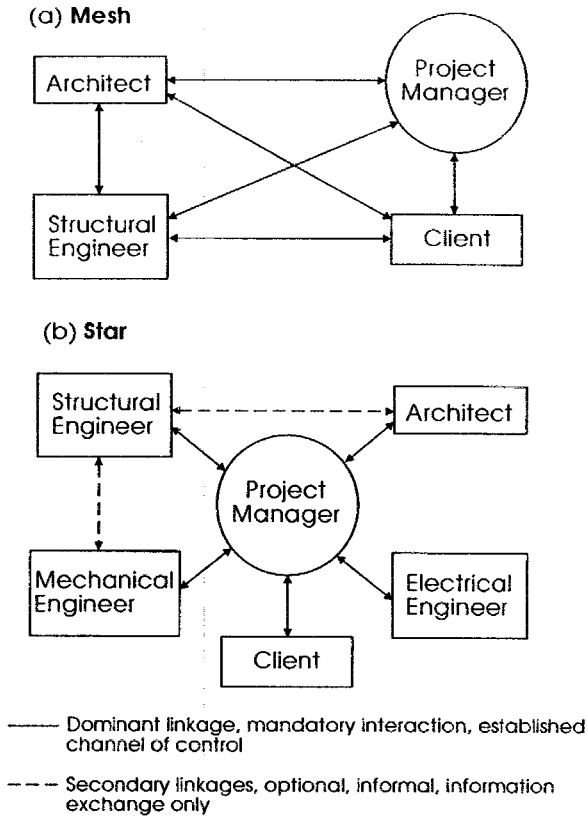 (a) Mesh
Architect
Project
Manager
Structural
Engineer
Client
(b) Star
Structural
Engineer
Architect
Project
Manager
Mechanical
Engineer
Electrical
Engineer
Client
Dominant linkage, mandatory interaction, established
channel of control
Secondary linkages, optional, informal, information
exchange only